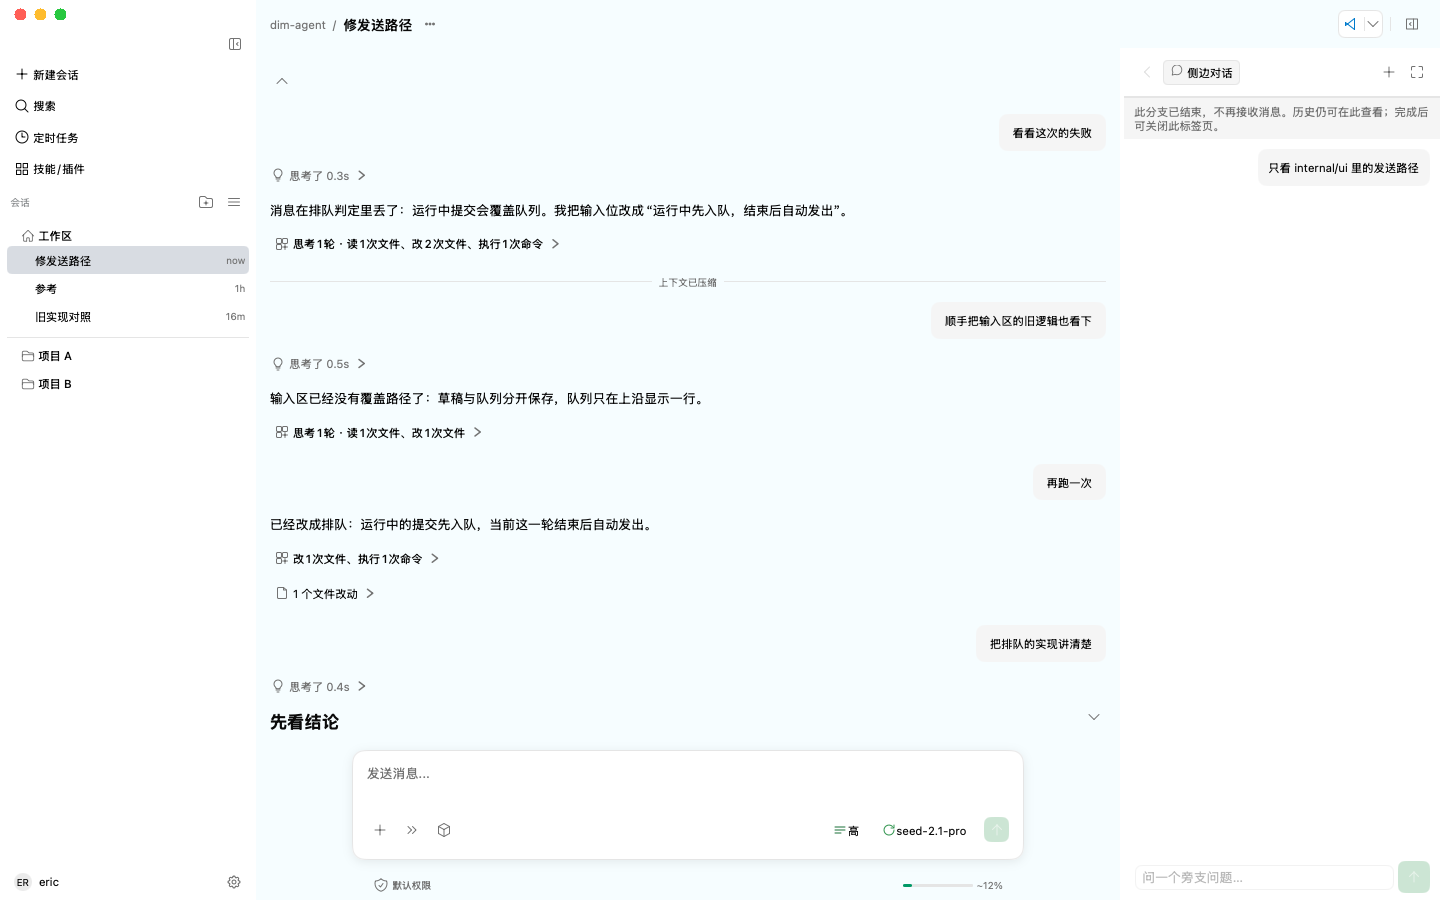 新建会话
搜索
定时任务
技能/插件
会话
工作区
修发送路径 now
参考 1h
旧实现对照 16m
项目 A
项目 B
ER eric
dim-agent / 修发送路径 ···
看看这次的失败
思考了 0.3s
消息在排队判定里丢了：运行中提交会覆盖队列。我把输入位改成“运行中先入队，结束后自动发出”。
思考1轮 · 读1次文件、改2次文件、执行1次命令
上下文已压缩
顺手把输入区的旧逻辑也看下
思考了 0.5s
输入区已经没有覆盖路径了：草稿与队列分开保存，队列只在上沿显示一行。
思考1轮 · 读1次文件、改1次文件
再跑一次
已经改成排队：运行中的提交先入队，当前这一轮结束后自动发出。
改1次文件、执行1次命令
1 个文件改动
把排队的实现讲清楚
思考了 0.4s
先看结论
发送消息...
高 seed-2.1-pro
默认权限 ~12%
侧边对话
此分支已结束，不再接收消息。历史仍可在此查看；完成后
可关闭此标签页。
只看 internal/ui 里的发送路径
问一个旁支问题...